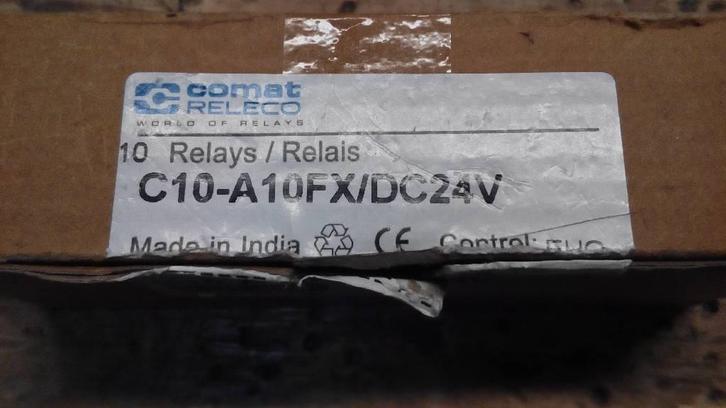 comat
RELECO
WORLD OF RELAYS
10 Relays / Relais
C10-A10FX/DC24V
Made in India CE Control: